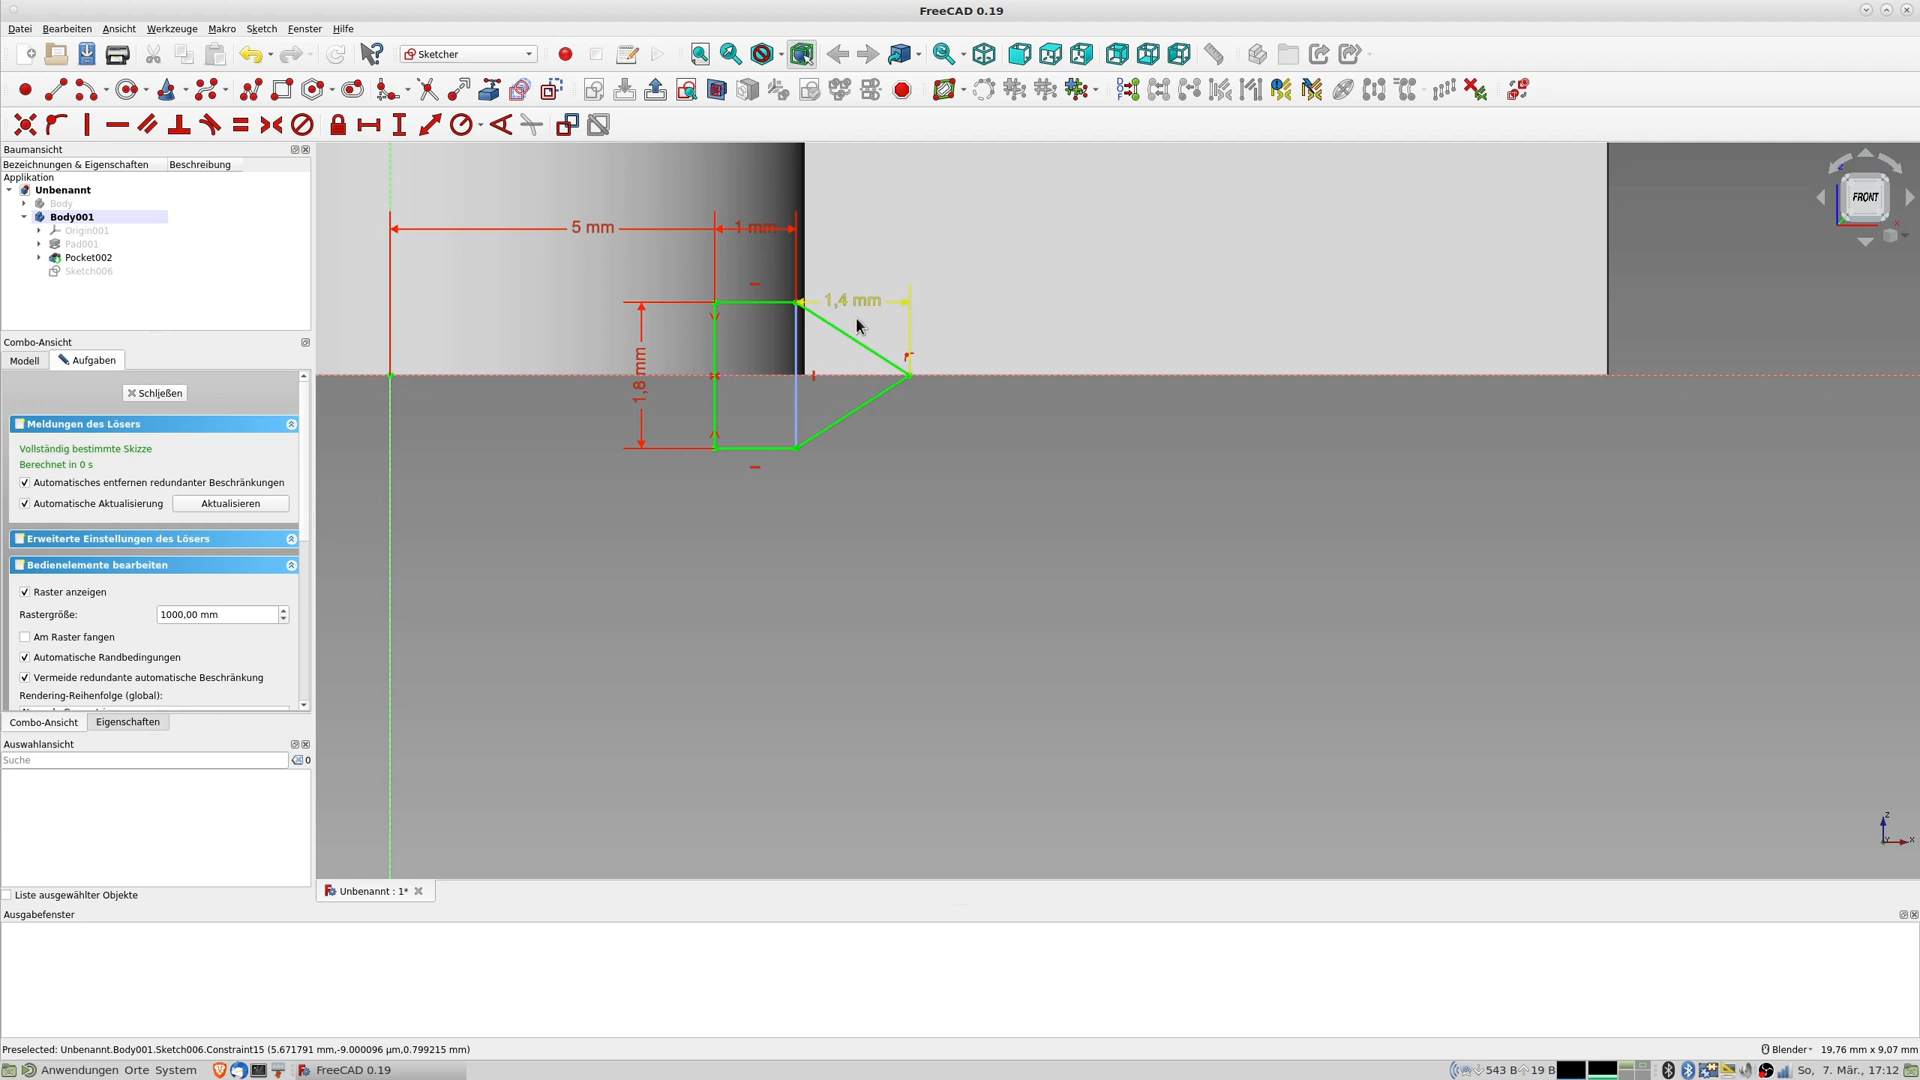 FreeCAD 0.19
Datei Bearbeiten Ansicht Werkzeuge Makro Sketch Fenster Hilfe
Sketcher
Baumansicht
Bezeichnungen & Eigenschaften Beschreibung
Applikation
Unbenannt
Body
Body001
Origin001
Pad001
Pocket002
Sketch006
Combo-Ansicht
Modell Aufgaben
Schließen
Meldungen des Lösers
Vollständig bestimmte Skizze
Berechnet in 0 s
Automatisches entfernen redundanter Beschränkungen
Automatische Aktualisierung Aktualisieren
Erweiterte Einstellungen des Lösers
Bedienelemente bearbeiten
Raster anzeigen
Rastergröße: 1000,00 mm
Am Raster fangen
Automatische Randbedingungen
Vermeide redundante automatische Beschränkung
Rendering-Reihenfolge (global):
Combo-Ansicht Eigenschaften
Auswahlansicht
Suche 0
Liste ausgewählter Objekte
5 mm 1 mm
1,4 mm
1,8 mm
FRONT
z
x
Z
X
Unbenannt : 1*
Ausgabefenster
Preselected: Unbenannt.Body001.Sketch006.Constraint15 (5.671791 mm,-9.000096 µm,0.799215 mm) Blender 19,76 mm x 9,07 mm
Anwendungen Orte System FreeCAD 0.19 543 B 19 B So, 7. Mär, 17:12